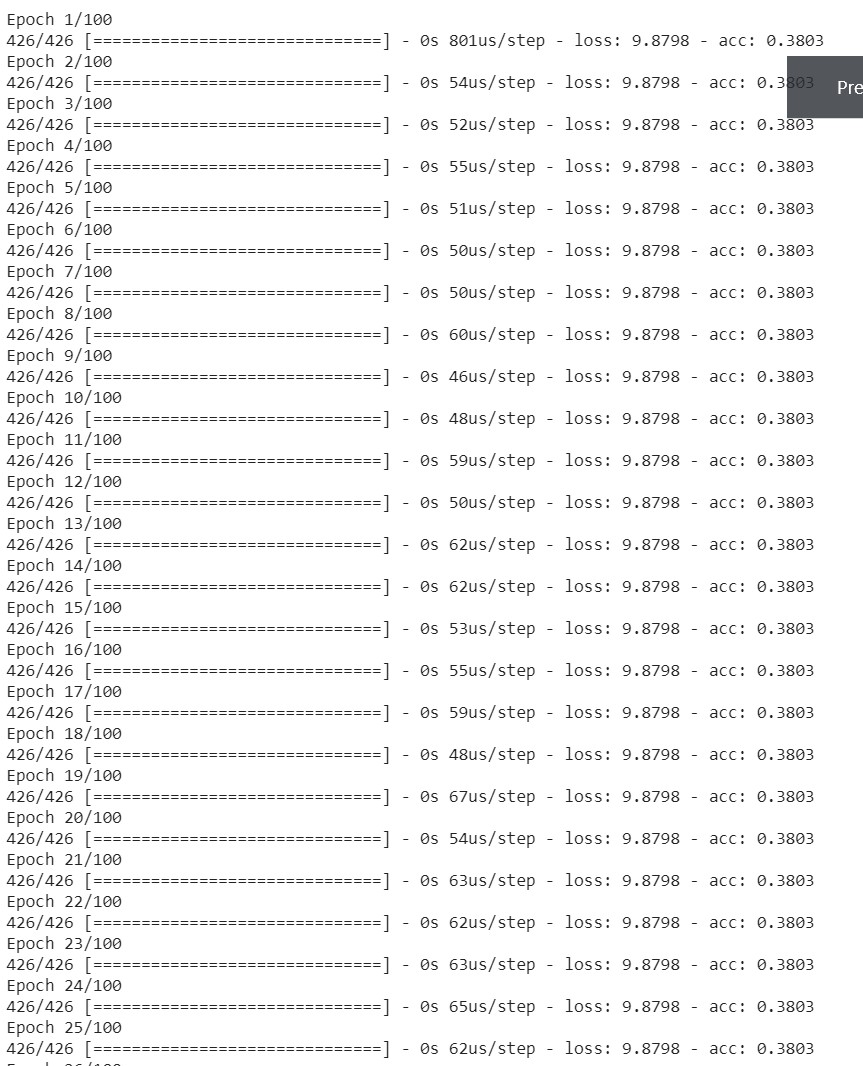 Epoch 1/100
426/426 [==============================] - 0s 801us/step - loss: 9.8798 - acc: 0.3803
Epoch 2/100
426/426 [==============================] - 0s 54us/step - loss: 9.8798 - acc: 0.3803
Pre
Epoch 3/100
426/426 [==============================] - 0s 52us/step - loss: 9.8798 - acc: 0.3803
Epoch 4/100
426/426 [==============================] - 0s 55us/step - loss: 9.8798 - acc: 0.3803
Epoch 5/100
426/426 [==============================] - 0s 51us/step - loss: 9.8798 - acc: 0.3803
Epoch 6/100
426/426 [==============================] - 0s 50us/step - loss: 9.8798 - acc: 0.3803
Epoch 7/100
426/426 [==============================] - 0s 50us/step - loss: 9.8798 - acc: 0.3803
Epoch 8/100
426/426 [==============================] - 0s 60us/step - loss: 9.8798 - acc: 0.3803
Epoch 9/100
426/426 [==============================] - 0s 46us/step - loss: 9.8798 - acc: 0.3803
Epoch 10/100
426/426 [==============================] - 0s 48us/step - loss: 9.8798 - acc: 0.3803
Epoch 11/100
426/426 [==============================] - 0s 59us/step - loss: 9.8798 - acc: 0.3803
Epoch 12/100
426/426 [==============================] - 0s 50us/step - loss: 9.8798 - acc: 0.3803
Epoch 13/100
426/426 [==============================] - 0s 62us/step - loss: 9.8798 - acc: 0.3803
Epoch 14/100
426/426 [==============================] - 0s 62us/step - loss: 9.8798 - acc: 0.3803
Epoch 15/100
426/426 [==============================] - 0s 53us/step - loss: 9.8798 - acc: 0.3803
Epoch 16/100
426/426 [==============================] - 0s 55us/step - loss: 9.8798 - acc: 0.3803
Epoch 17/100
426/426 [==============================] - 0s 59us/step - loss: 9.8798 - acc: 0.3803
Epoch 18/100
426/426 [==============================] - 0s 48us/step - loss: 9.8798 - acc: 0.3803
Epoch 19/100
426/426 [==============================] - 0s 67us/step - loss: 9.8798 - acc: 0.3803
Epoch 20/100
426/426 [==============================] - 0s 54us/step - loss: 9.8798 - acc: 0.3803
Epoch 21/100
426/426 [==============================] - 0s 63us/step - loss: 9.8798 - acc: 0.3803
Epoch 22/100
426/426 [==============================] - 0s 62us/step - loss: 9.8798 - acc: 0.3803
Epoch 23/100
426/426 [==============================] - 0s 63us/step - loss: 9.8798 - acc: 0.3803
Epoch 24/100
426/426 [==============================] - 0s 65us/step - loss: 9.8798 - acc: 0.3803
Epoch 25/100
426/426 [==============================] - 0s 62us/step - loss: 9.8798 - acc: 0.3803